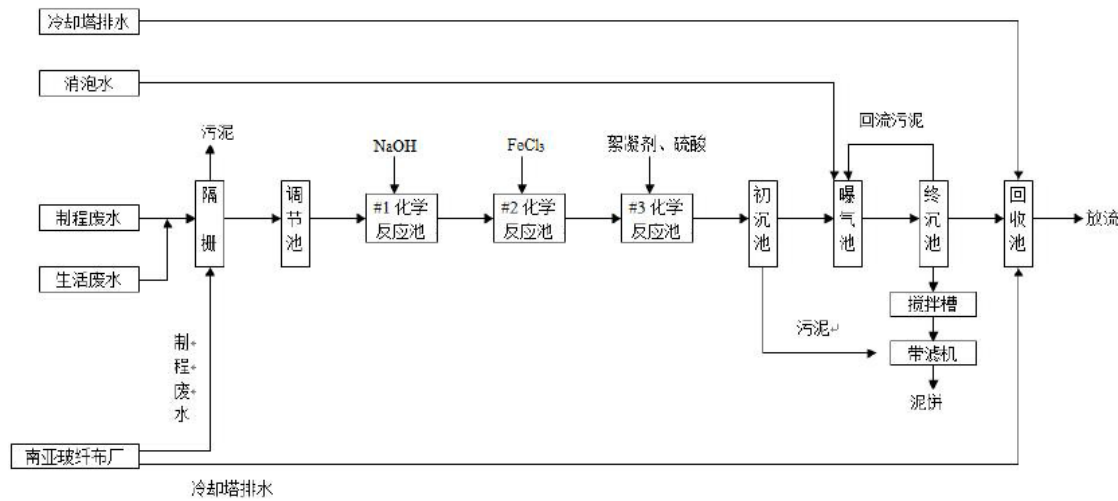 冷却塔排水
消泡水
回流污泥
污泥
NaOH
FeCl3
絮凝剂、硫酸
隔栅
调节池
#1 化学
反应池
#2 化学
反应池
#3 化学
反应池
初沉池
曝气池
终沉池
回收池
放流
制程废水
生活废水
搅拌槽
污泥
带滤机
泥饼
制程废水
南亚玻纤布厂
冷却塔排水